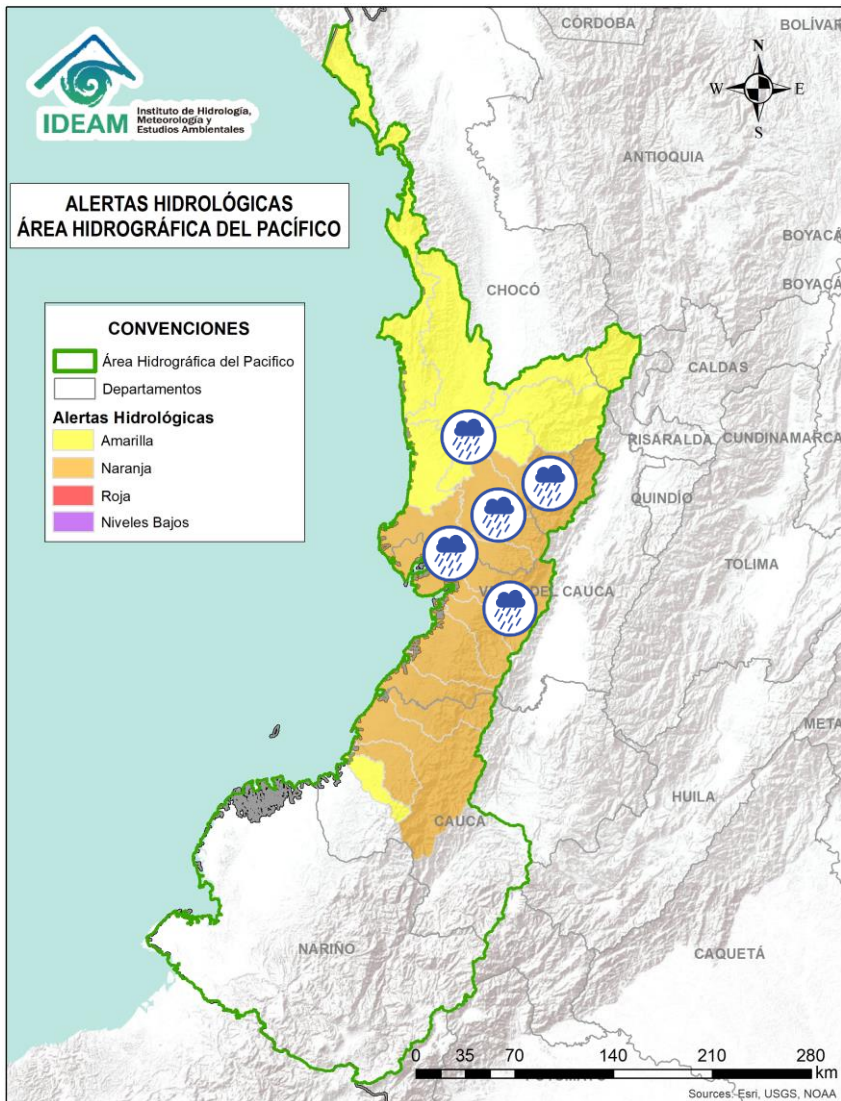 IDEAM
Instituto de Hidrología,
Meteorología y
Estudios Ambientales
ALERTAS HIDROLÓGICAS
ÁREA HIDROGRÁFICA DEL PACÍFICO
CONVENCIONES
Área Hidrográfica del Pacifico
Departamentos
Alertas Hidrológicas
Amarilla
Naranja
Roja
Niveles Bajos
N
W
E
S
CÓRDOBA
BOLÍVAR
ANTIOQUIA
BOYACÁ
BOYACÁ
CHOCÓ
CALDAS
RISARALDA
CUNDINAMARCA
QUINDÍO
TOLIMA
DEL CAUCA
META
HUILA
CAUCA
NARIÑO
CAQUETÁ
0 35 70 140 210 280
km
Sources: Esri, USGS, NOAA